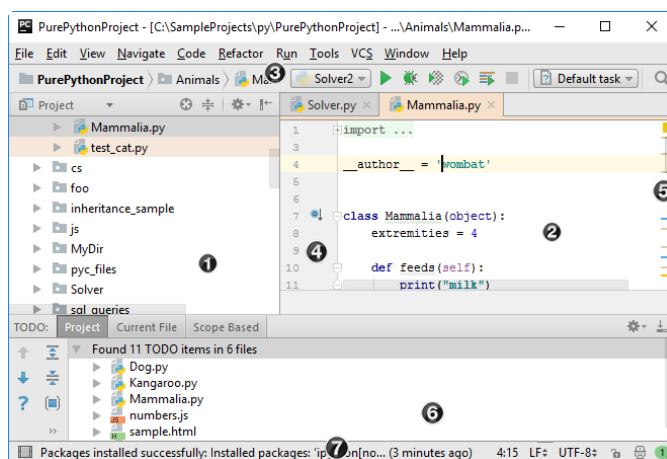 PurePythonProject - [C:\SampleProjects\py\PurePythonProject] - ...\Animals\Mammalia.p...
File Edit View Navigate Code Refactor Run Tools VCS Window Help
PurePythonProject Animals Ma 3 Solver2 Default task
Project Solver.py Mammalia.py
Mammalia.py
test_cat.py
cs
foo
inheritance_sample
js
MyDir
pyc_files
Solver
sql_queries
1
1 import ...
3
4 __author__ = 'wombat'
5
6
7 class Mammalia(object):
8 extremities = 4
9
10 def feeds(self):
11 print("milk")
2
4
5
TODO: Project Current File Scope Based
Found 11 TODO items in 6 files
Dog.py
Kangaroo.py
Mammalia.py
numbers.js
sample.html
6
7
Packages installed successfully: Installed packages: 'ip on[no... (3 minutes ago) 4:15 LF UTF-8 1